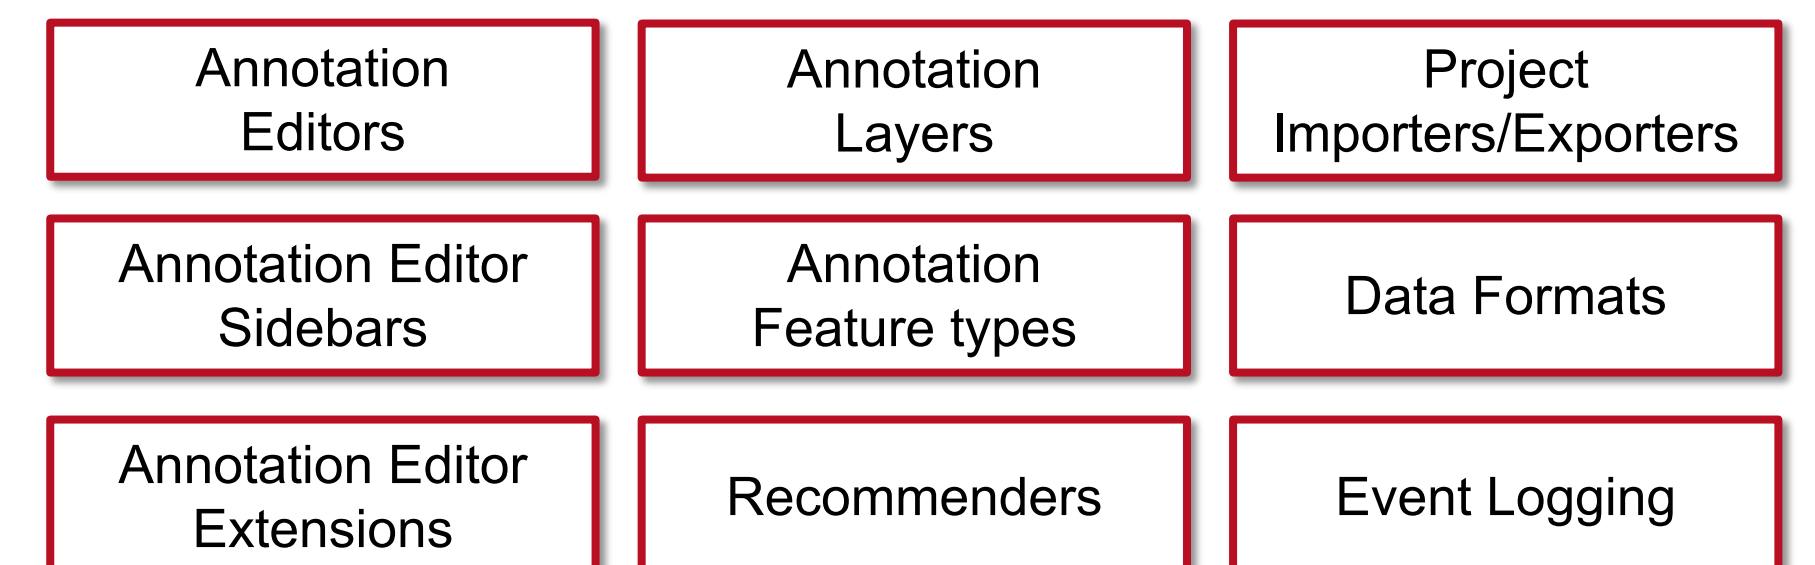 Annotation
Editors
Annotation
Layers
Project
Importers/Exporters
Annotation Editor
Sidebars
Annotation
Feature types
Data Formats
Annotation Editor
Extensions
Recommenders
Event Logging